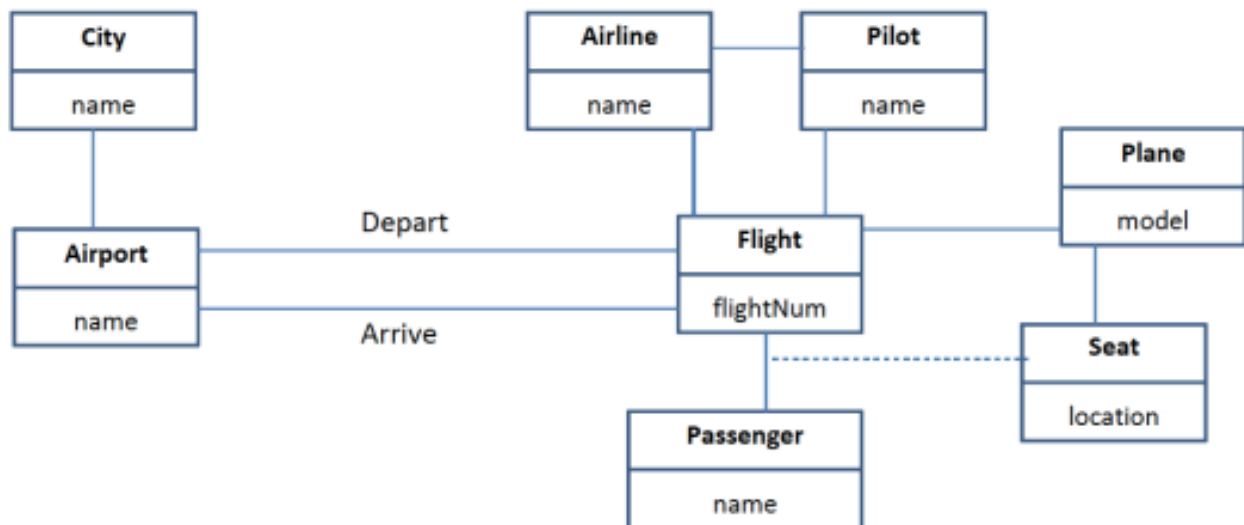 City
name
Airline
name
Pilot
name
Plane
model
Depart
Airport
name
Arrive
Flight
flightNum
Seat
location
Passenger
name